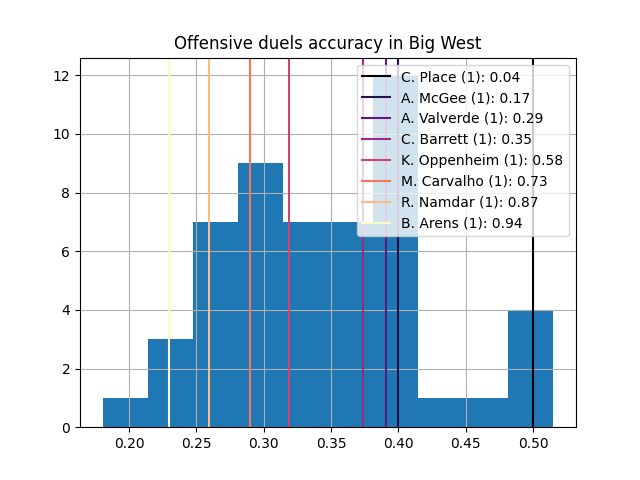 Offensive duels accuracy in Big West
C. Place (1): 0.04
A. McGee (1): 0.17
A. Valverde (1): 0.29
C. Barrett (1): 0.35
K. Oppenheim (1): 0.58
M. Carvalho (1): 0.73
R. Namdar (1): 0.87
B. Arens (1): 0.94
12
10
8
6
4
2
0
0.20 0.25 0.30 0.35 0.40 0.45 0.50